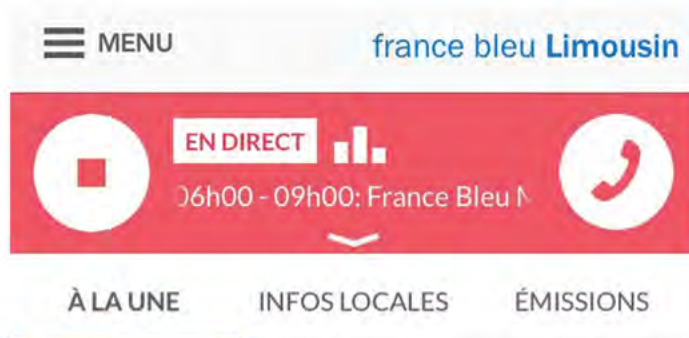 MENU france bleu Limousin
EN DIRECT
06h00 - 09h00: France Bleu
À LA UNE INFOS LOCALES ÉMISSIONS